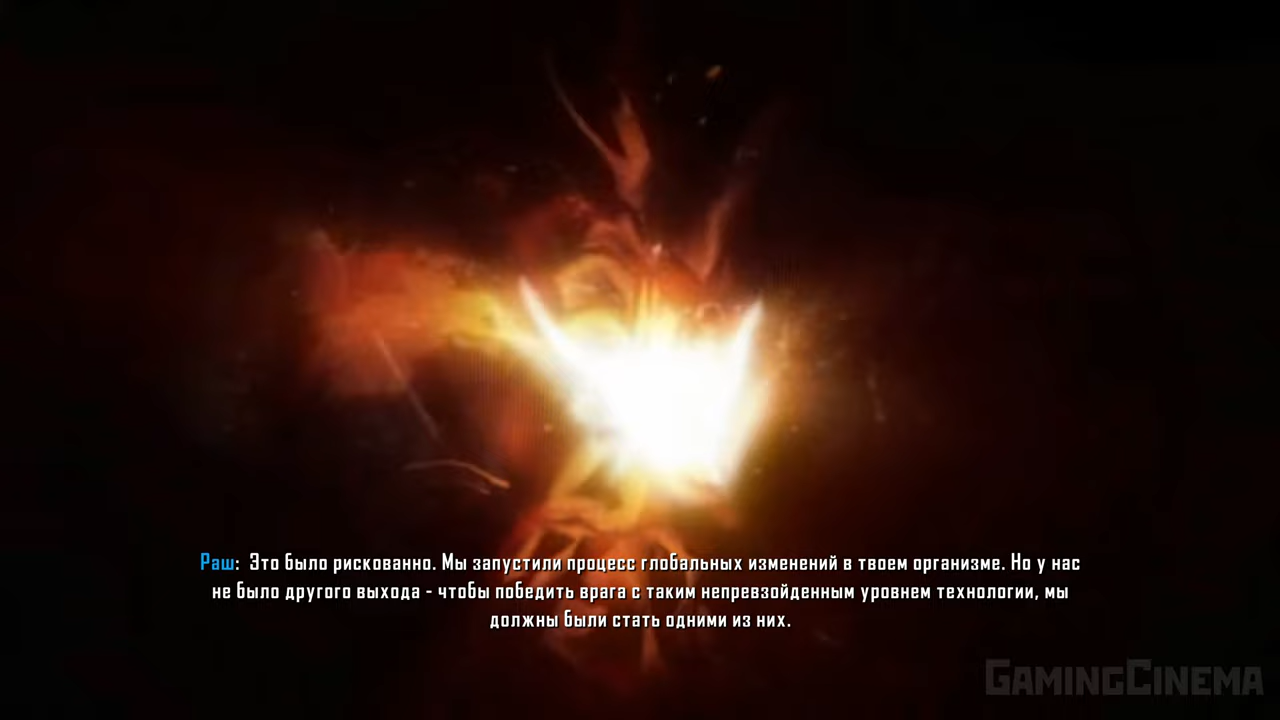 Раш: Это было рискованно. Мы запустили процесс глобальных изменений в твоем организме. Но у нас
не было другого выхода - чтобы победить врага с таким непревзойденным уровнем технологии, мы
должны были стать одними из них.
GAMINGCINEMA